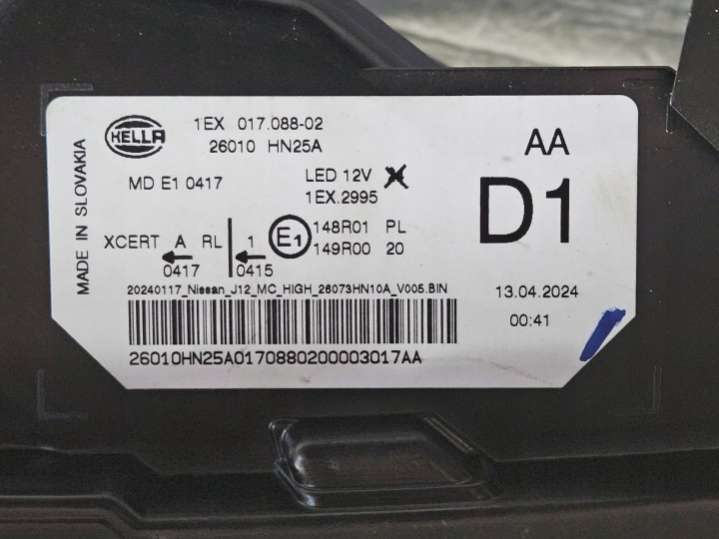 HELLA
1EX 017.088-02
26010 HN25A
AA
MADE IN SLOVAKIA
MD E1 0417
LED 12V
1EX.2995
D1
XCERT A RL 1 E1 148R01 PL
149R00 20
0417 0415
20240117_Nissan_J12_MC_HIGH_26073HN10A_V005.BIN
13.04.2024
00:41
26010HN25A0170880200003017AA